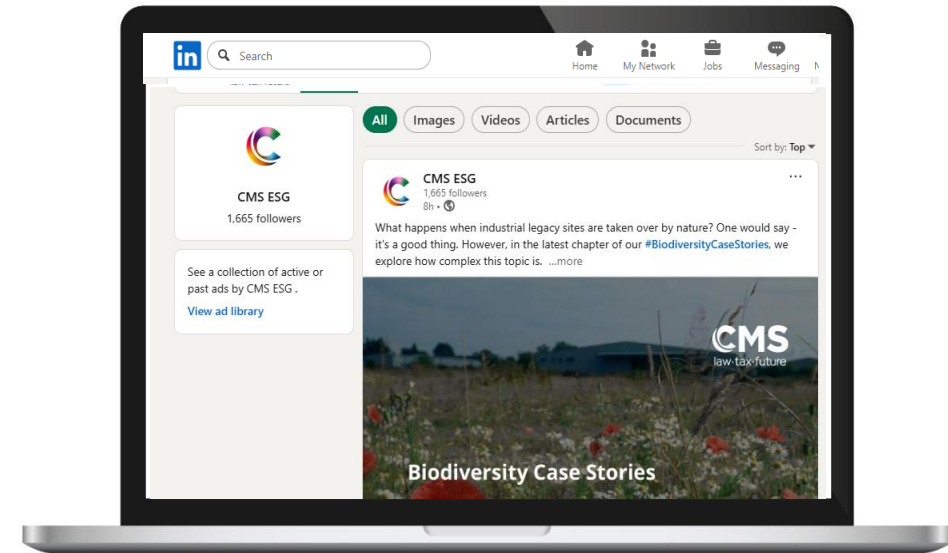 in
Search
Home
My Network
Jobs
Messaging
CMS ESG
1,665 followers
See a collection of active or
past ads by CMS ESG .
View ad library
All
Images
Videos
Articles
Documents
Sort by: Top
CMS ESG
1,665 followers
8h •
What happens when industrial legacy sites are taken over by nature? One would say -
it's a good thing. However, in the latest chapter of our #BiodiversityCaseStories, we
explore how complex this topic is. ...more
CMS
law·tax·future
Biodiversity Case Stories